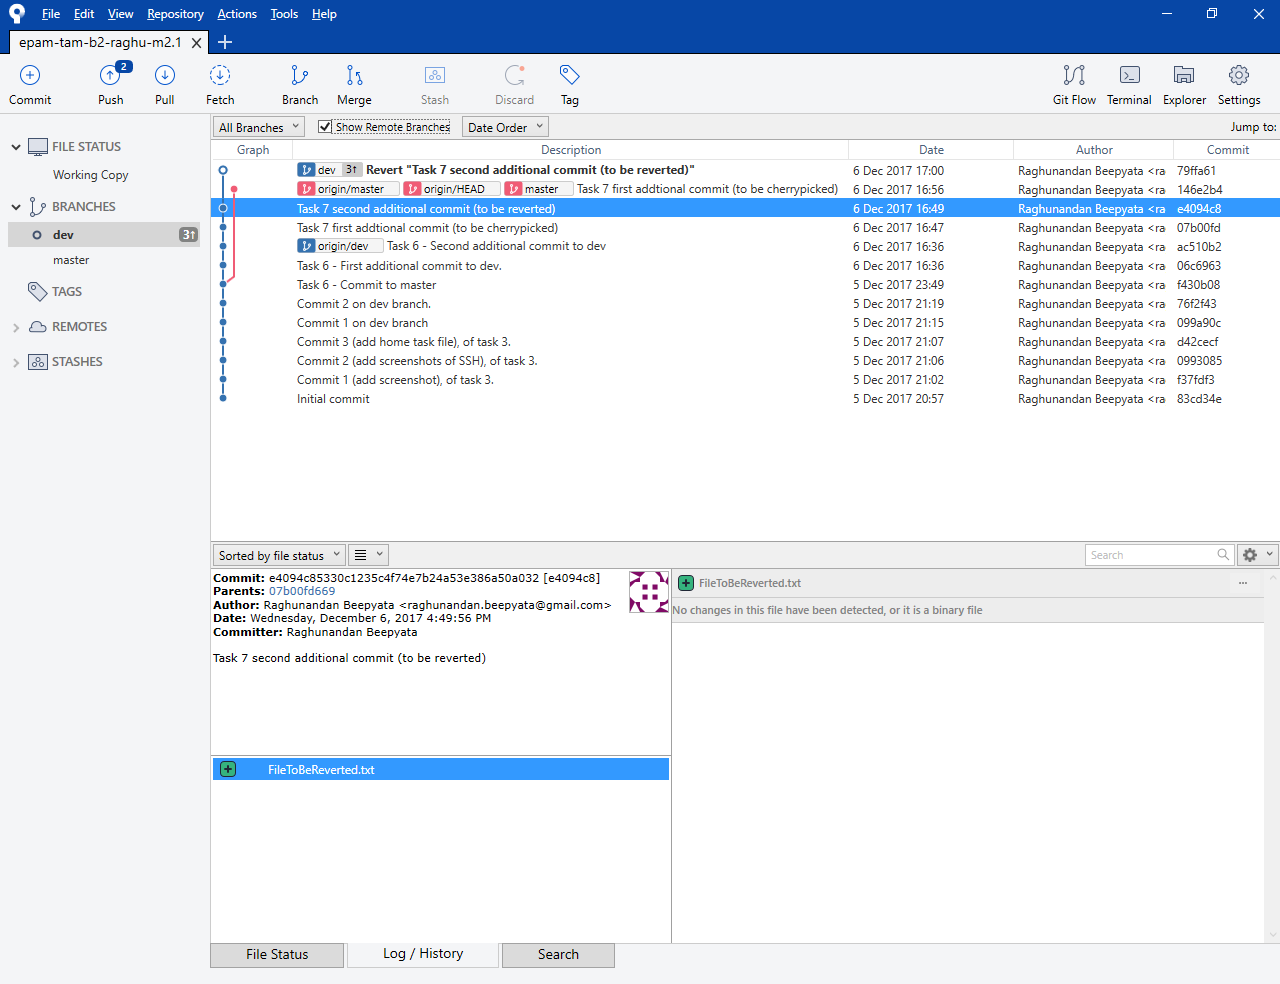 File Edit View Repository Actions Tools Help
epam-tam-b2-raghu-m2.1
2
Commit Push Pull Fetch Branch Merge Stash Discard Tag Git Flow Terminal Explorer Settings
All Branches Show Remote Branches Date Order Jump to:
Graph Description Date Author Commit
dev 3↑ Revert "Task 7 second additional commit (to be reverted)" 6 Dec 2017 17:00 Raghunandan Beepyata <ra 79ffa61
origin/master origin/HEAD master Task 7 first addtional commit (to be cherrypicked) 6 Dec 2017 16:56 Raghunandan Beepyata <ra 146e2b4
Task 7 second additional commit (to be reverted) 6 Dec 2017 16:49 Raghunandan Beepyata <ra e4094c8
Task 7 first addtional commit (to be cherrypicked) 6 Dec 2017 16:47 Raghunandan Beepyata <ra 07b00fd
origin/dev Task 6 - Second additional commit to dev 6 Dec 2017 16:36 Raghunandan Beepyata <ra ac510b2
Task 6 - First additional commit to dev. 6 Dec 2017 16:36 Raghunandan Beepyata <ra 06c6963
Task 6 - Commit to master 5 Dec 2017 23:49 Raghunandan Beepyata <ra f430b08
Commit 2 on dev branch. 5 Dec 2017 21:19 Raghunandan Beepyata <ra 76f2f43
Commit 1 on dev branch 5 Dec 2017 21:15 Raghunandan Beepyata <ra 099a90c
Commit 3 (add home task file), of task 3. 5 Dec 2017 21:07 Raghunandan Beepyata <ra d42cecf
Commit 2 (add screenshots of SSH), of task 3. 5 Dec 2017 21:06 Raghunandan Beepyata <ra 0993085
Commit 1 (add screenshot), of task 3. 5 Dec 2017 21:02 Raghunandan Beepyata <ra f37fdf3
Initial commit 5 Dec 2017 20:57 Raghunandan Beepyata <ra 83cd34e
FILE STATUS
Working Copy
BRANCHES
dev 3↑
master
TAGS
REMOTES
STASHES
Sorted by file status Search
Commit: e4094c85330c1235c4f74e7b24a53e386a50a032 [e4094c8]
Parents: 07b00fd669
Author: Raghunandan Beepyata <raghunandan.beepyata@gmail.com>
Date: Wednesday, December 6, 2017 4:49:56 PM
Committer: Raghunandan Beepyata
Task 7 second additional commit (to be reverted)
FileToBeReverted.txt
FileToBeReverted.txt
No changes in this file have been detected, or it is a binary file
File Status Log / History Search